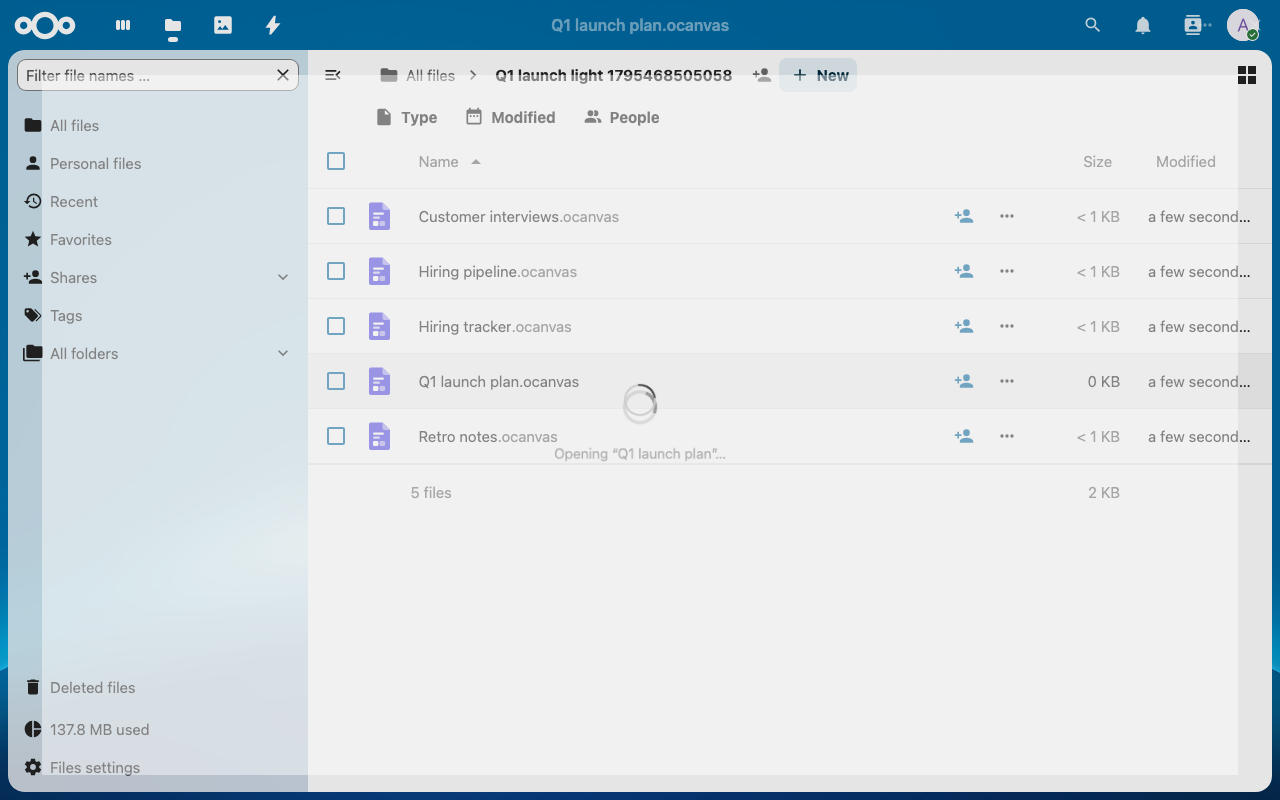 Q1 launch plan.ocanvas
A
Filter file names ...
All files
Personal files
Recent
Favorites
Shares
Tags
All folders
Deleted files
137.8 MB used
Files settings
All files Q1 launch light 1795468505058 New
Type Modified People
Name Size Modified
Customer interviews.ocanvas < 1 KB a few second...
Hiring pipeline.ocanvas < 1 KB a few second...
Hiring tracker.ocanvas < 1 KB a few second...
Q1 launch plan.ocanvas 0 KB a few second...
Retro notes.ocanvas < 1 KB a few second...
Opening “Q1 launch plan”...
5 files 2 KB